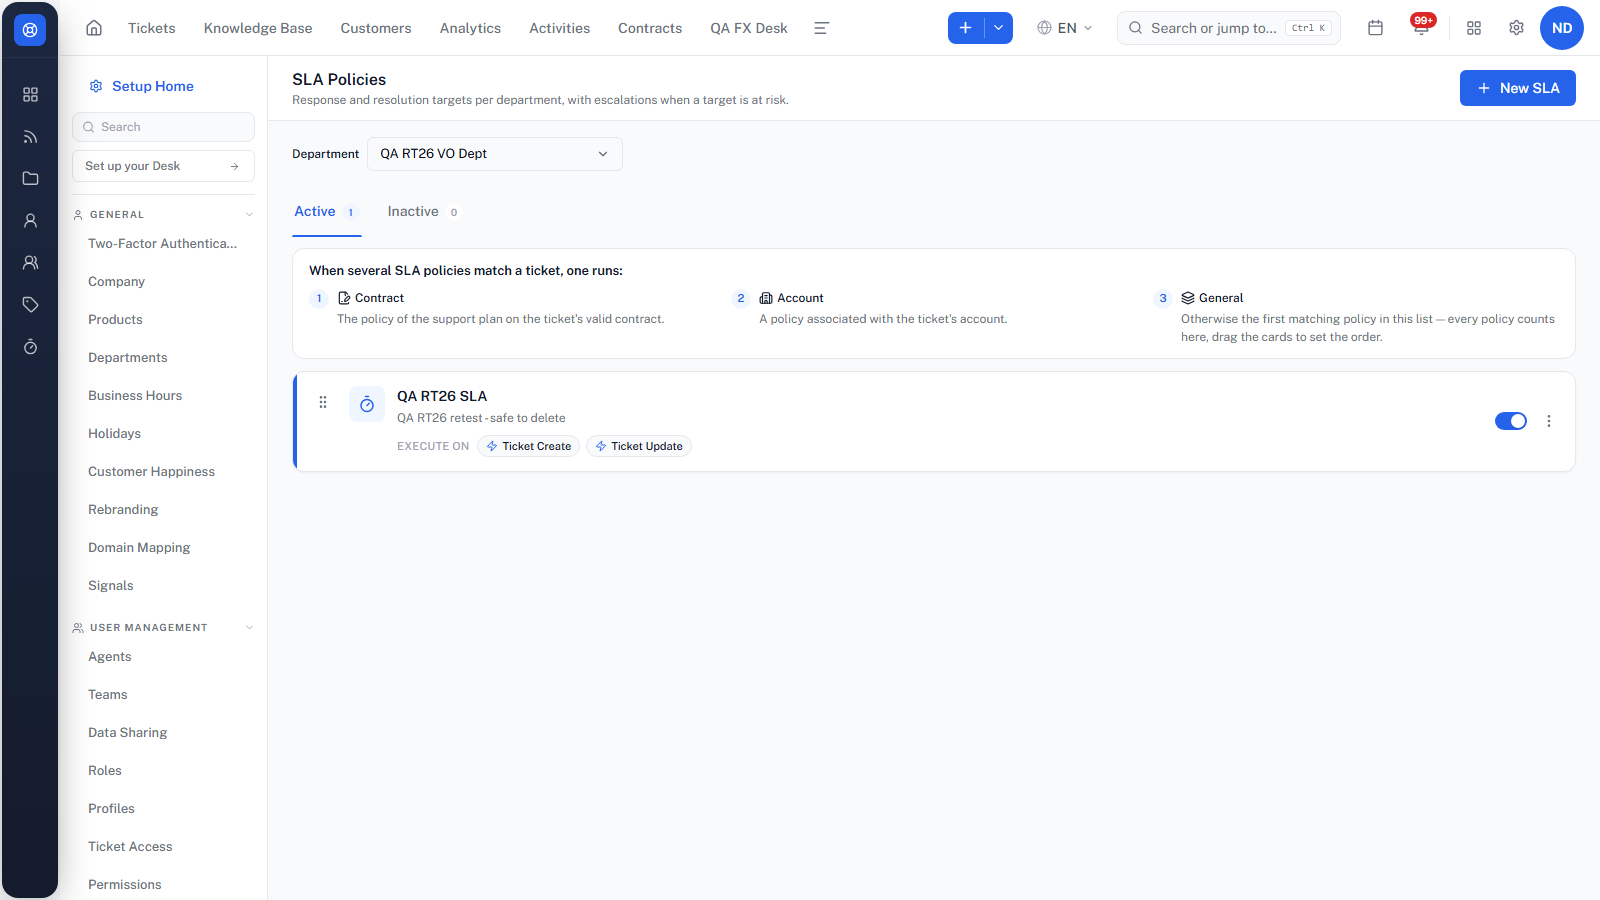 Tickets
Knowledge Base
Customers
Analytics
Activities
Contracts
QA FX Desk
EN
Search or jump to...
Ctrl K
99+
ND
Setup Home
Search
Set up your Desk
GENERAL
Two-Factor Authentica...
Company
Products
Departments
Business Hours
Holidays
Customer Happiness
Rebranding
Domain Mapping
Signals
USER MANAGEMENT
Agents
Teams
Data Sharing
Roles
Profiles
Ticket Access
Permissions
SLA Policies
Response and resolution targets per department, with escalations when a target is at risk.
New SLA
Department
QA RT26 VO Dept
Active 1
Inactive 0
When several SLA policies match a ticket, one runs:
1 Contract
The policy of the support plan on the ticket's valid contract.
2 Account
A policy associated with the ticket's account.
3 General
Otherwise the first matching policy in this list — every policy counts
here, drag the cards to set the order.
QA RT26 SLA
QA RT26 retest - safe to delete
EXECUTE ON Ticket Create Ticket Update